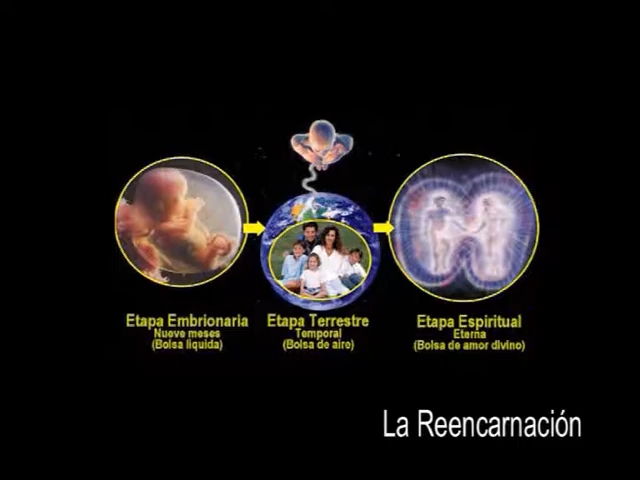 Etapa Embrionaria
Nueve meses
(Bolsa liquida)
Etapa Terrestre
Temporal
(Bolsa de aire)
Etapa Espiritual
Eterna
(Bolsa de amor divino)
La Reencarnación